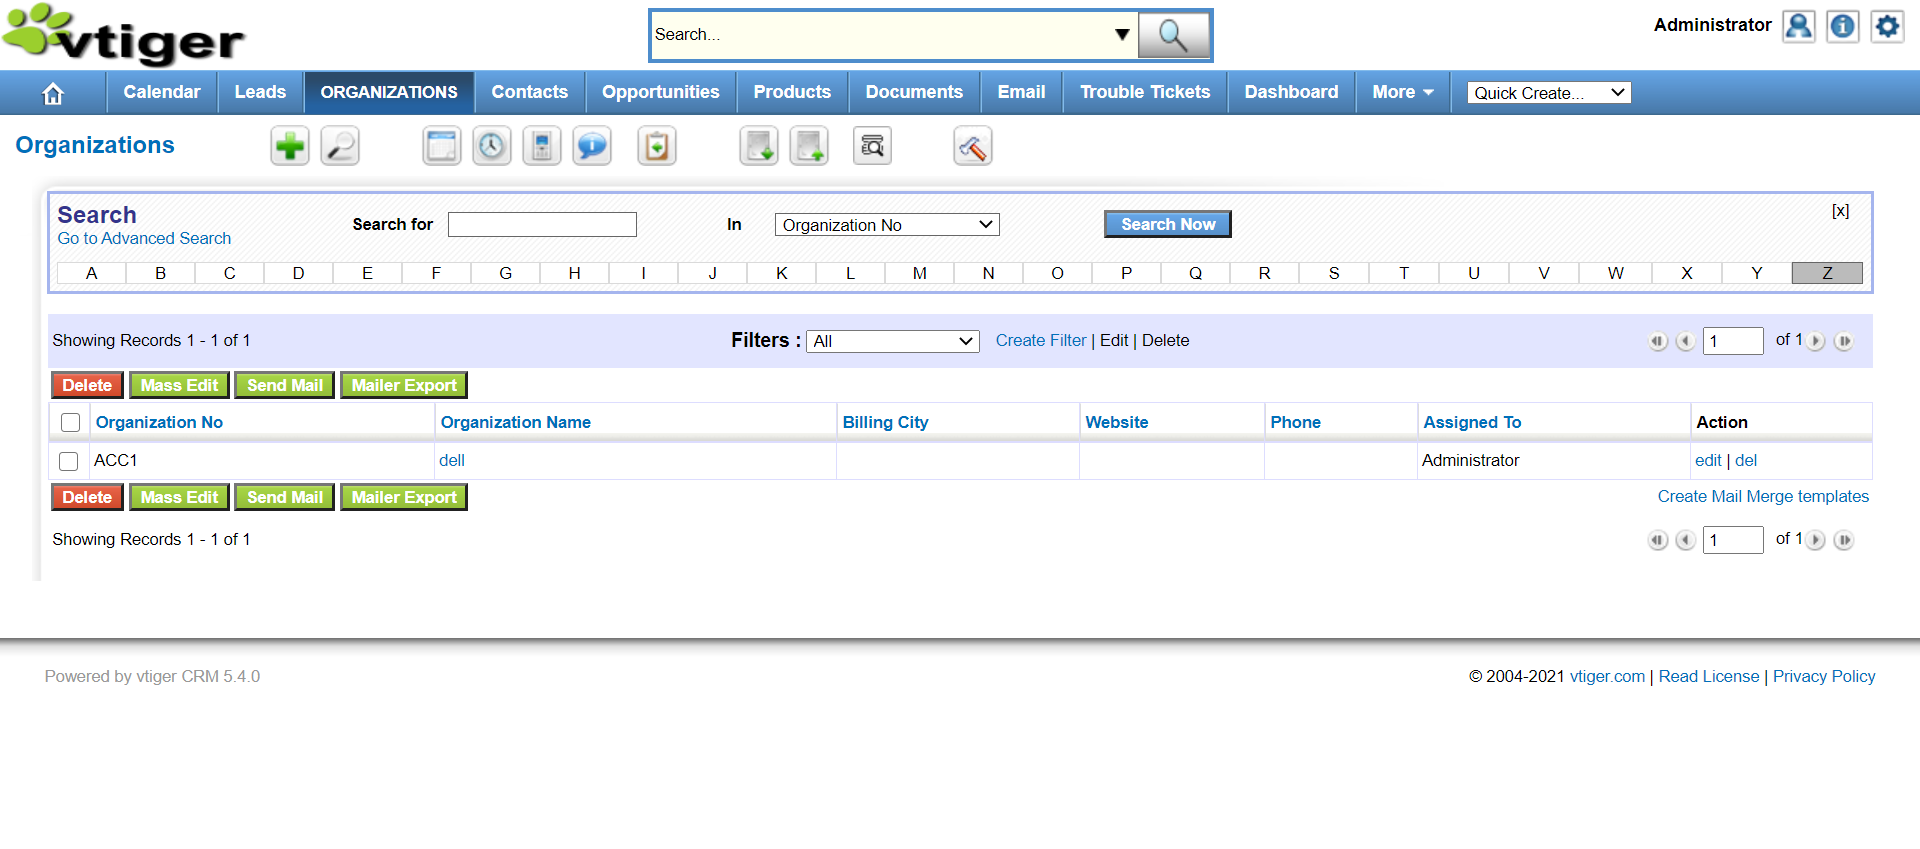 vtiger
Search...
Administrator
Calendar Leads ORGANIZATIONS Contacts Opportunities Products Documents Email Trouble Tickets Dashboard More Quick Create...
Organizations
Search
Go to Advanced Search
Search for In Organization No Search Now [x]
A B C D E F G H I J K L M N O P Q R S T U V W X Y Z
Showing Records 1 - 1 of 1 Filters : All Create Filter | Edit | Delete 1 of 1
Delete Mass Edit Send Mail Mailer Export
Organization No Organization Name Billing City Website Phone Assigned To Action
ACC1 dell Administrator edit | del
Delete Mass Edit Send Mail Mailer Export Create Mail Merge templates
Showing Records 1 - 1 of 1 1 of 1
Powered by vtiger CRM 5.4.0 © 2004-2021 vtiger.com | Read License | Privacy Policy